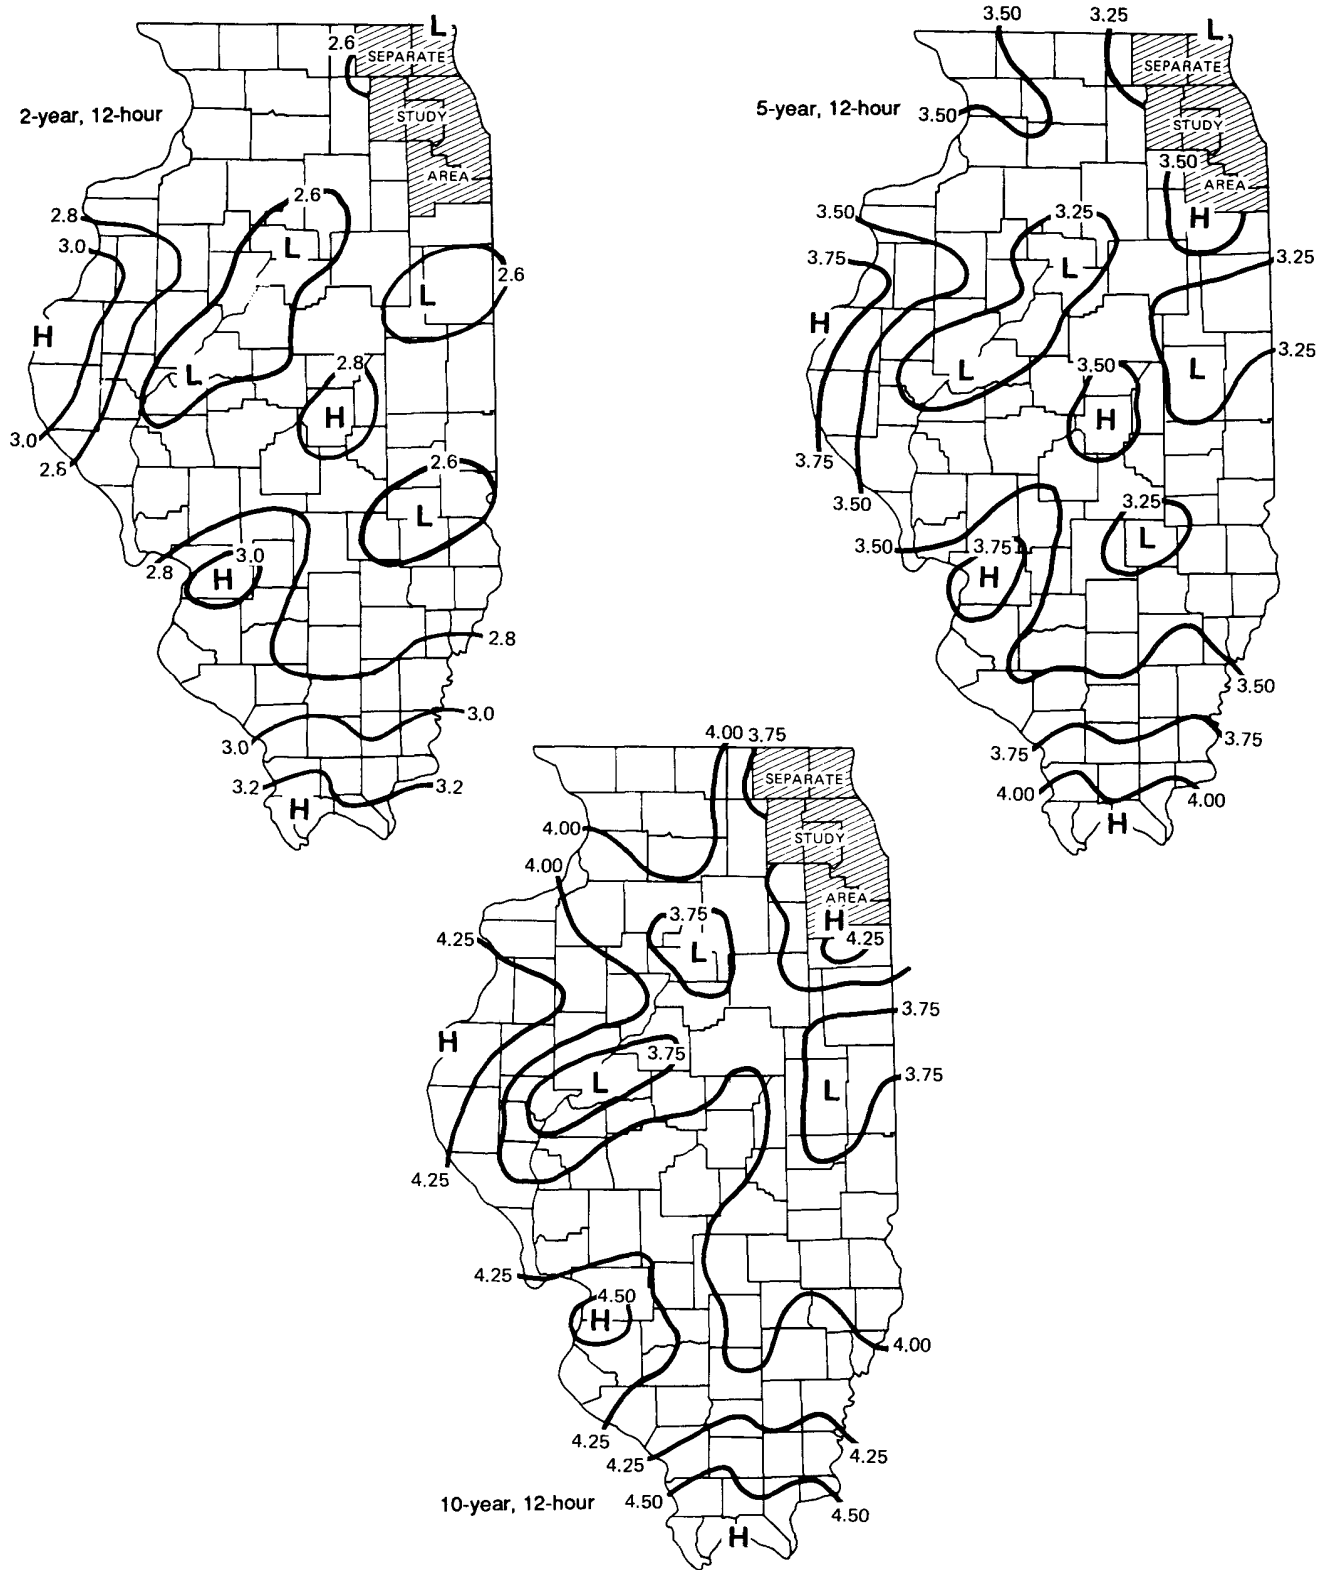 2-year, 12-hour
L
2.6
SEPARATE
STUDY
AREA
2.6
2.8
3.0
L
2.6
L
H
L
2.8
H
3.0
2.8
2.6
L
3.0
2.8
H
2.8
3.0
3.0
3.2
3.2
H
5-year, 12-hour
3.50
3.25
L
SEPARATE
3.50
STUDY
3.50
AREA
3.50
3.25
H
3.75
L
3.25
H
3.25
L
3.50
L
H
3.75
3.50
3.25
3.50
3.75
L
H
3.50
3.75
3.75
4.00
4.00
H
10-year, 12-hour
4.00 3.75
SEPARATE
4.00
STUDY
4.00
AREA
3.75
H
4.25
4.25
L
3.75
H
3.75
L
3.75
L
4.25
4.25
4.50
H
4.00
4.25
4.25
4.25
4.50
4.50
H